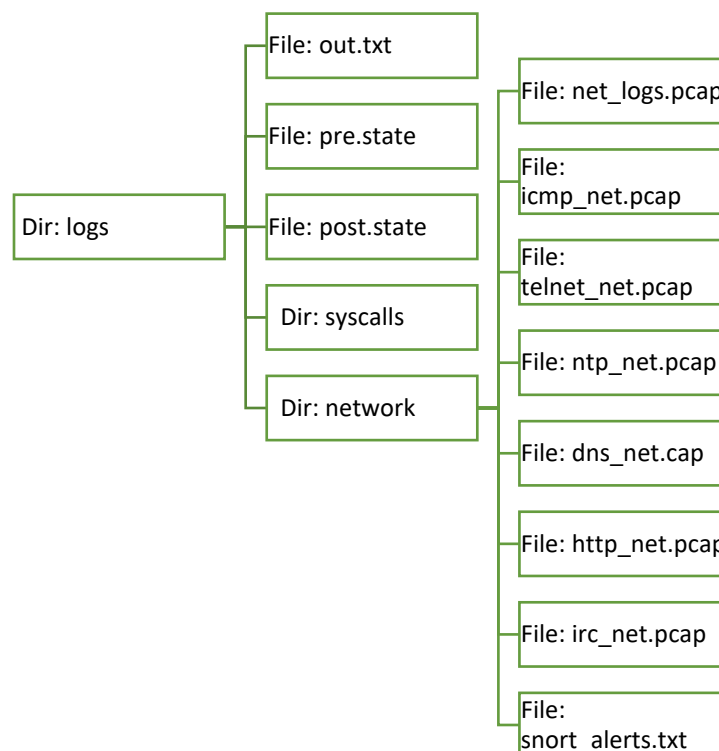 Dir: logs
File: out.txt
File: pre.state
File: post.state
Dir: syscalls
Dir: network
File: net_logs.pcap
File:
icmp_net.pcap
File:
telnet_net.pcap
File: ntp_net.pcap
File: dns_net.cap
File: http_net.pcap
File: irc_net.pcap
File:
snort_alerts.txt